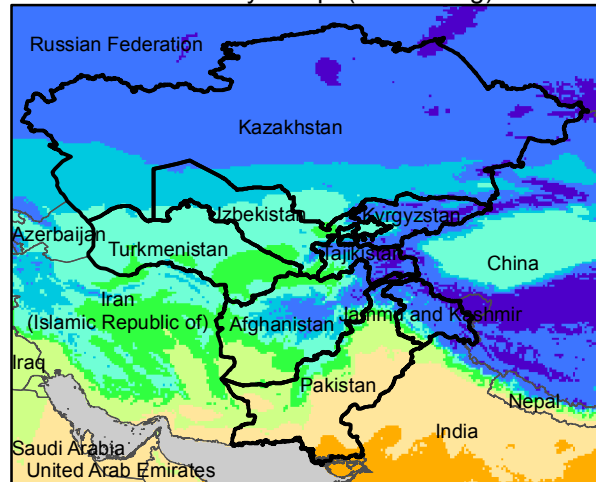 Russian Federation
Kazakhstan
Uzbekistan
Kyrgyzstan
Azerbaijan
Turkmenistan
Tajikistan
China
Iran
(Islamic Republic of)
Afghanistan
Jammu and Kashmir
Iraq
Pakistan
Nepal
India
Saudi Arabia
United Arab Emirates